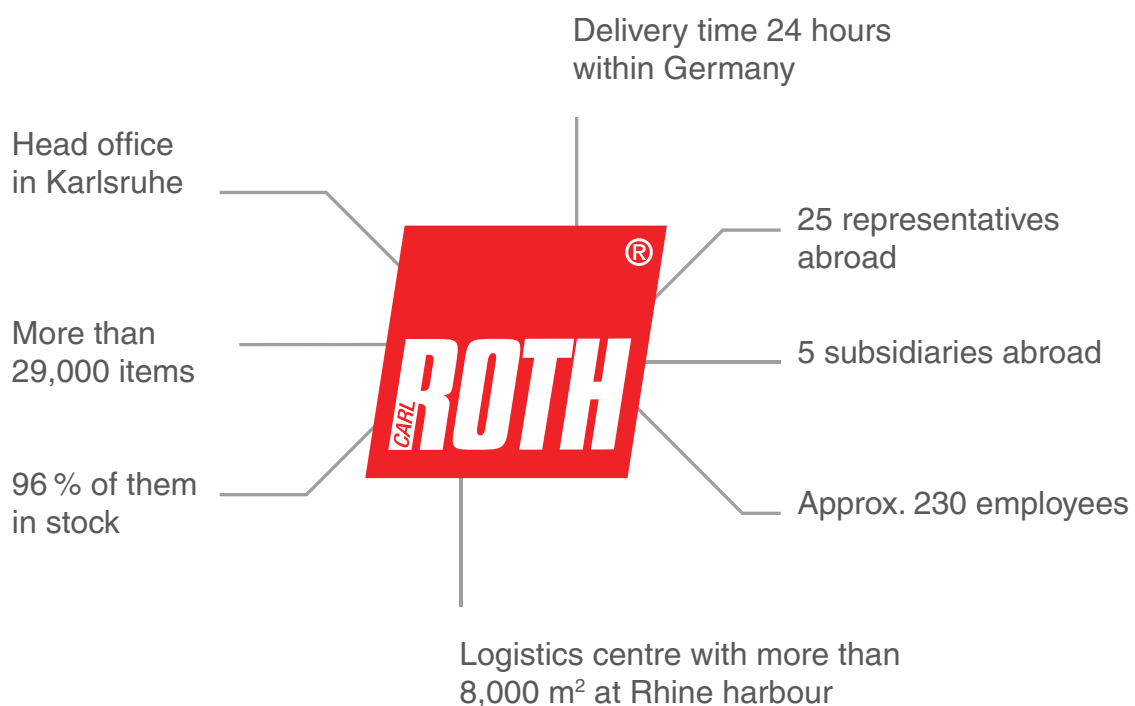 Delivery time 24 hours
within Germany
Head office
in Karlsruhe
25 representatives
abroad
®
More than
29,000 items
5 subsidiaries abroad
CARL
ROTH
96 % of them
in stock
Approx. 230 employees
Logistics centre with more than
8,000 m² at Rhine harbour